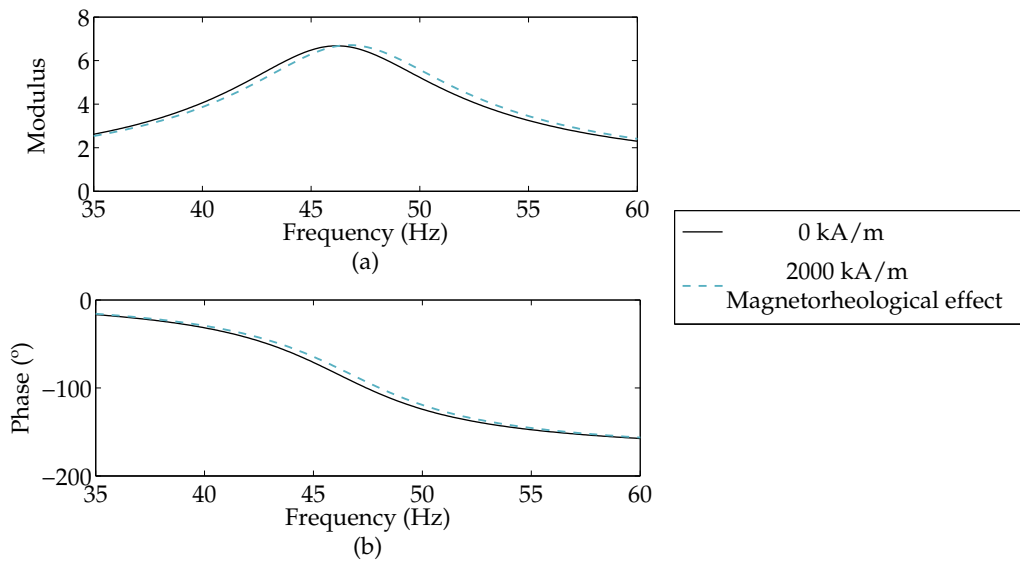 8
6
4
2
0
Modulus
35 40 45 50 55 60
Frequency (Hz)
(a)
0
−100
−200
Phase (º)
35 40 45 50 55 60
Frequency (Hz)
(b)
0 kA/m
2000 kA/m
Magnetorheological effect